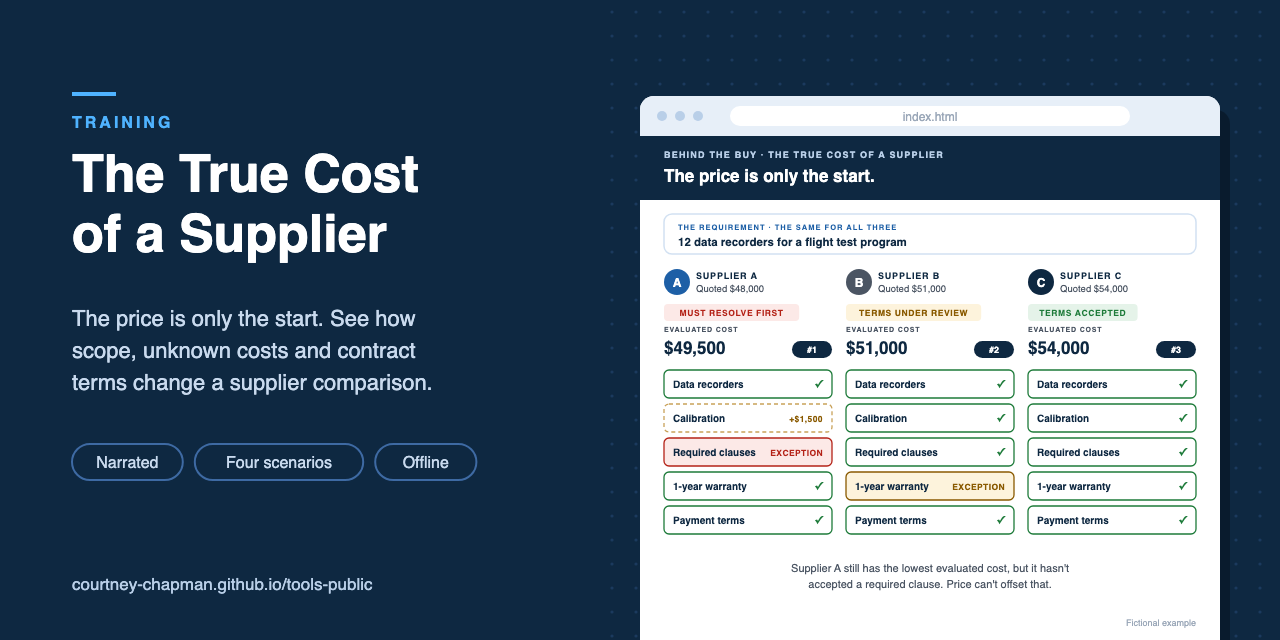 TRAINING
The True Cost
of a Supplier
The price is only the start. See how
scope, unknown costs and contract
terms change a supplier comparison.
Narrated
Four scenarios
Offline
courtney-chapman.github.io/tools-public
index.html
BEHIND THE BUY · THE TRUE COST OF A SUPPLIER
The price is only the start.
THE REQUIREMENT · THE SAME FOR ALL THREE
12 data recorders for a flight test program
A
SUPPLIER A
Quoted $48,000
MUST RESOLVE FIRST
EVALUATED COST
$49,500
#1
Data recorders ✓
Calibration +$1,500
Required clauses EXCEPTION
1-year warranty ✓
Payment terms ✓
B
SUPPLIER B
Quoted $51,000
TERMS UNDER REVIEW
EVALUATED COST
$51,000
#2
Data recorders ✓
Calibration ✓
Required clauses ✓
1-year warranty EXCEPTION
Payment terms ✓
C
SUPPLIER C
Quoted $54,000
TERMS ACCEPTED
EVALUATED COST
$54,000
#3
Data recorders ✓
Calibration ✓
Required clauses ✓
1-year warranty ✓
Payment terms ✓
Supplier A still has the lowest evaluated cost, but it hasn't
accepted a required clause. Price can't offset that.
Fictional example